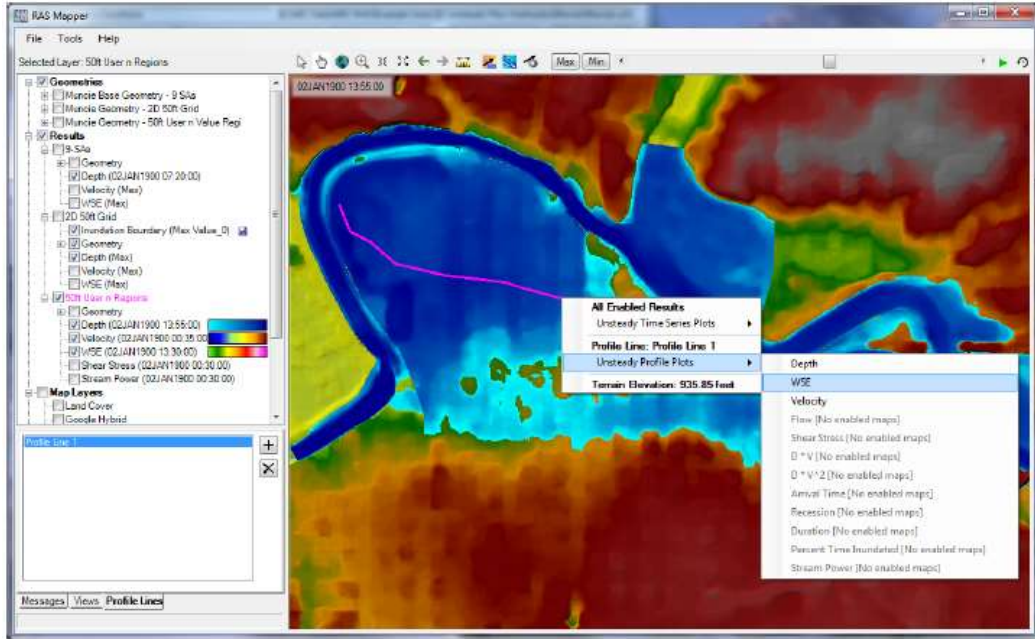 RAS Mapper
File Tools Help
Selected Layer: 50ft User n Regions
Max Min
Geometries
Muncie Base Geometry - 9 SAs
Muncie Geometry - 2D 50ft Grid
Muncie Geometry - 50ft User n Value Regi
Results
9-SAs
Geometry
Depth (02JAN1900 07:20:00)
Velocity (Max)
WSE (Max)
2D 50ft Grid
Inundation Boundary (Max Value_0)
Geometry
Depth (Max)
Velocity (Max)
WSE (Max)
50ft User n Regions
Geometry
Depth (02JAN1900 13:55:00)
Velocity (02JAN1900 00:35:00
WSE (02JAN1900 13:30:00)
Shear Stress (02JAN1900 00:30:00)
Stream Power (02JAN1900 00:30:00)
Map Layers
Land Cover
Google Hybrid
Profile Line 1
Messages Views Profile Lines
02JAN1900 13:55:00
All Enabled Results
Unsteady Time Series Plots
Profile Line: Profile Line 1
Unsteady Profile Plots
Terrain Elevation: 935.85 feet
Depth
WSE
Velocity
Flow [No enabled maps]
Shear Stress [No enabled maps]
D * V [No enabled maps]
D * V^2 [No enabled maps]
Arrival Time [No enabled maps]
Recession [No enabled maps]
Duration [No enabled maps]
Percent Time Inundated [No enabled maps]
Stream Power [No enabled maps]